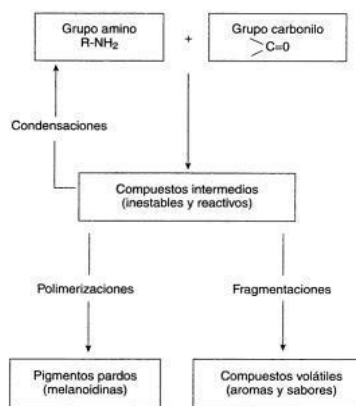 Grupo amino
R-NH₂
+
Grupo carbonilo
C=0
Condensaciones
Compuestos intermedios
(inestables y reactivos)
Polimerizaciones
Fragmentaciones
Pigmentos pardos
(melanoidinas)
Compuestos volátiles
(aromas y sabores)